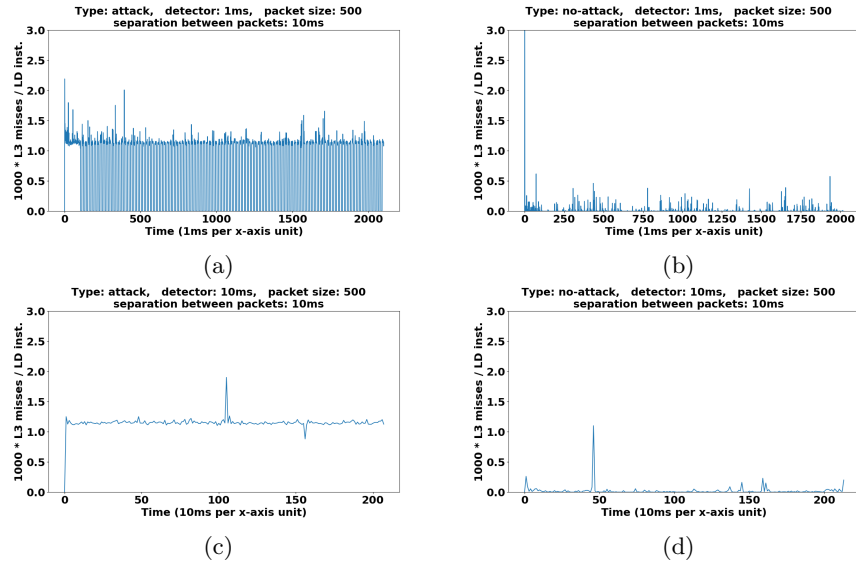 Type: attack,   detector: 1ms,   packet size: 500
separation between packets: 10ms
3.0
2.5
2.0
1.5
1.0
0.5
0.0
1000 * L3 misses / LD inst.
0 500 1000 1500 2000
Time (1ms per x-axis unit)
(a)
Type: no-attack,   detector: 1ms,   packet size: 500
separation between packets: 10ms
3.0
2.5
2.0
1.5
1.0
0.5
0.0
1000 * L3 misses / LD inst.
0 250 500 750 1000 1250 1500 1750 2000
Time (1ms per x-axis unit)
(b)
Type: attack,   detector: 10ms,   packet size: 500
separation between packets: 10ms
3.0
2.5
2.0
1.5
1.0
0.5
0.0
1000 * L3 misses / LD inst.
0 50 100 150 200
Time (10ms per x-axis unit)
(c)
Type: no-attack,   detector: 10ms,   packet size: 500
separation between packets: 10ms
3.0
2.5
2.0
1.5
1.0
0.5
0.0
1000 * L3 misses / LD inst.
0 50 100 150 200
Time (10ms per x-axis unit)
(d)